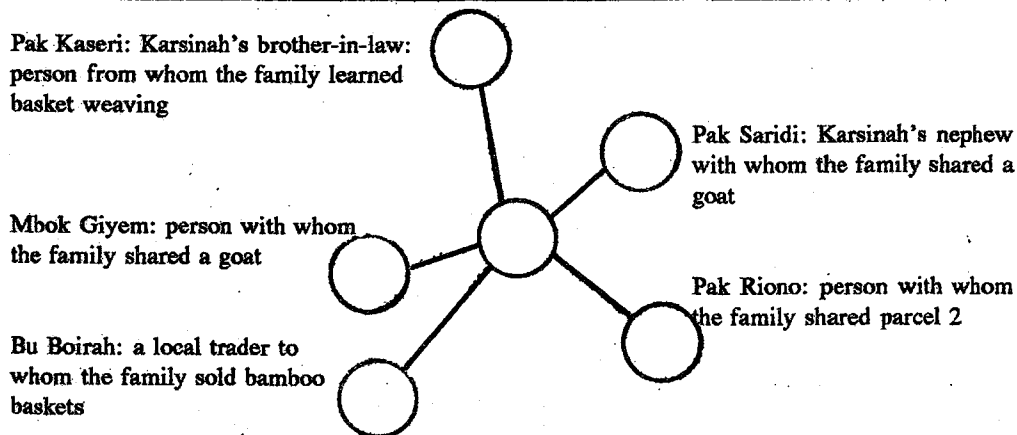 Pak Kaseri: Karsinah's brother-in-law:
person from whom the family learned
basket weaving
Pak Saridi: Karsinah's nephew
with whom the family shared a
goat
Mbok Giyem: person with whom
the family shared a goat
Pak Riono: person with whom
the family shared parcel 2
Bu Boirah: a local trader to
whom the family sold bamboo
baskets